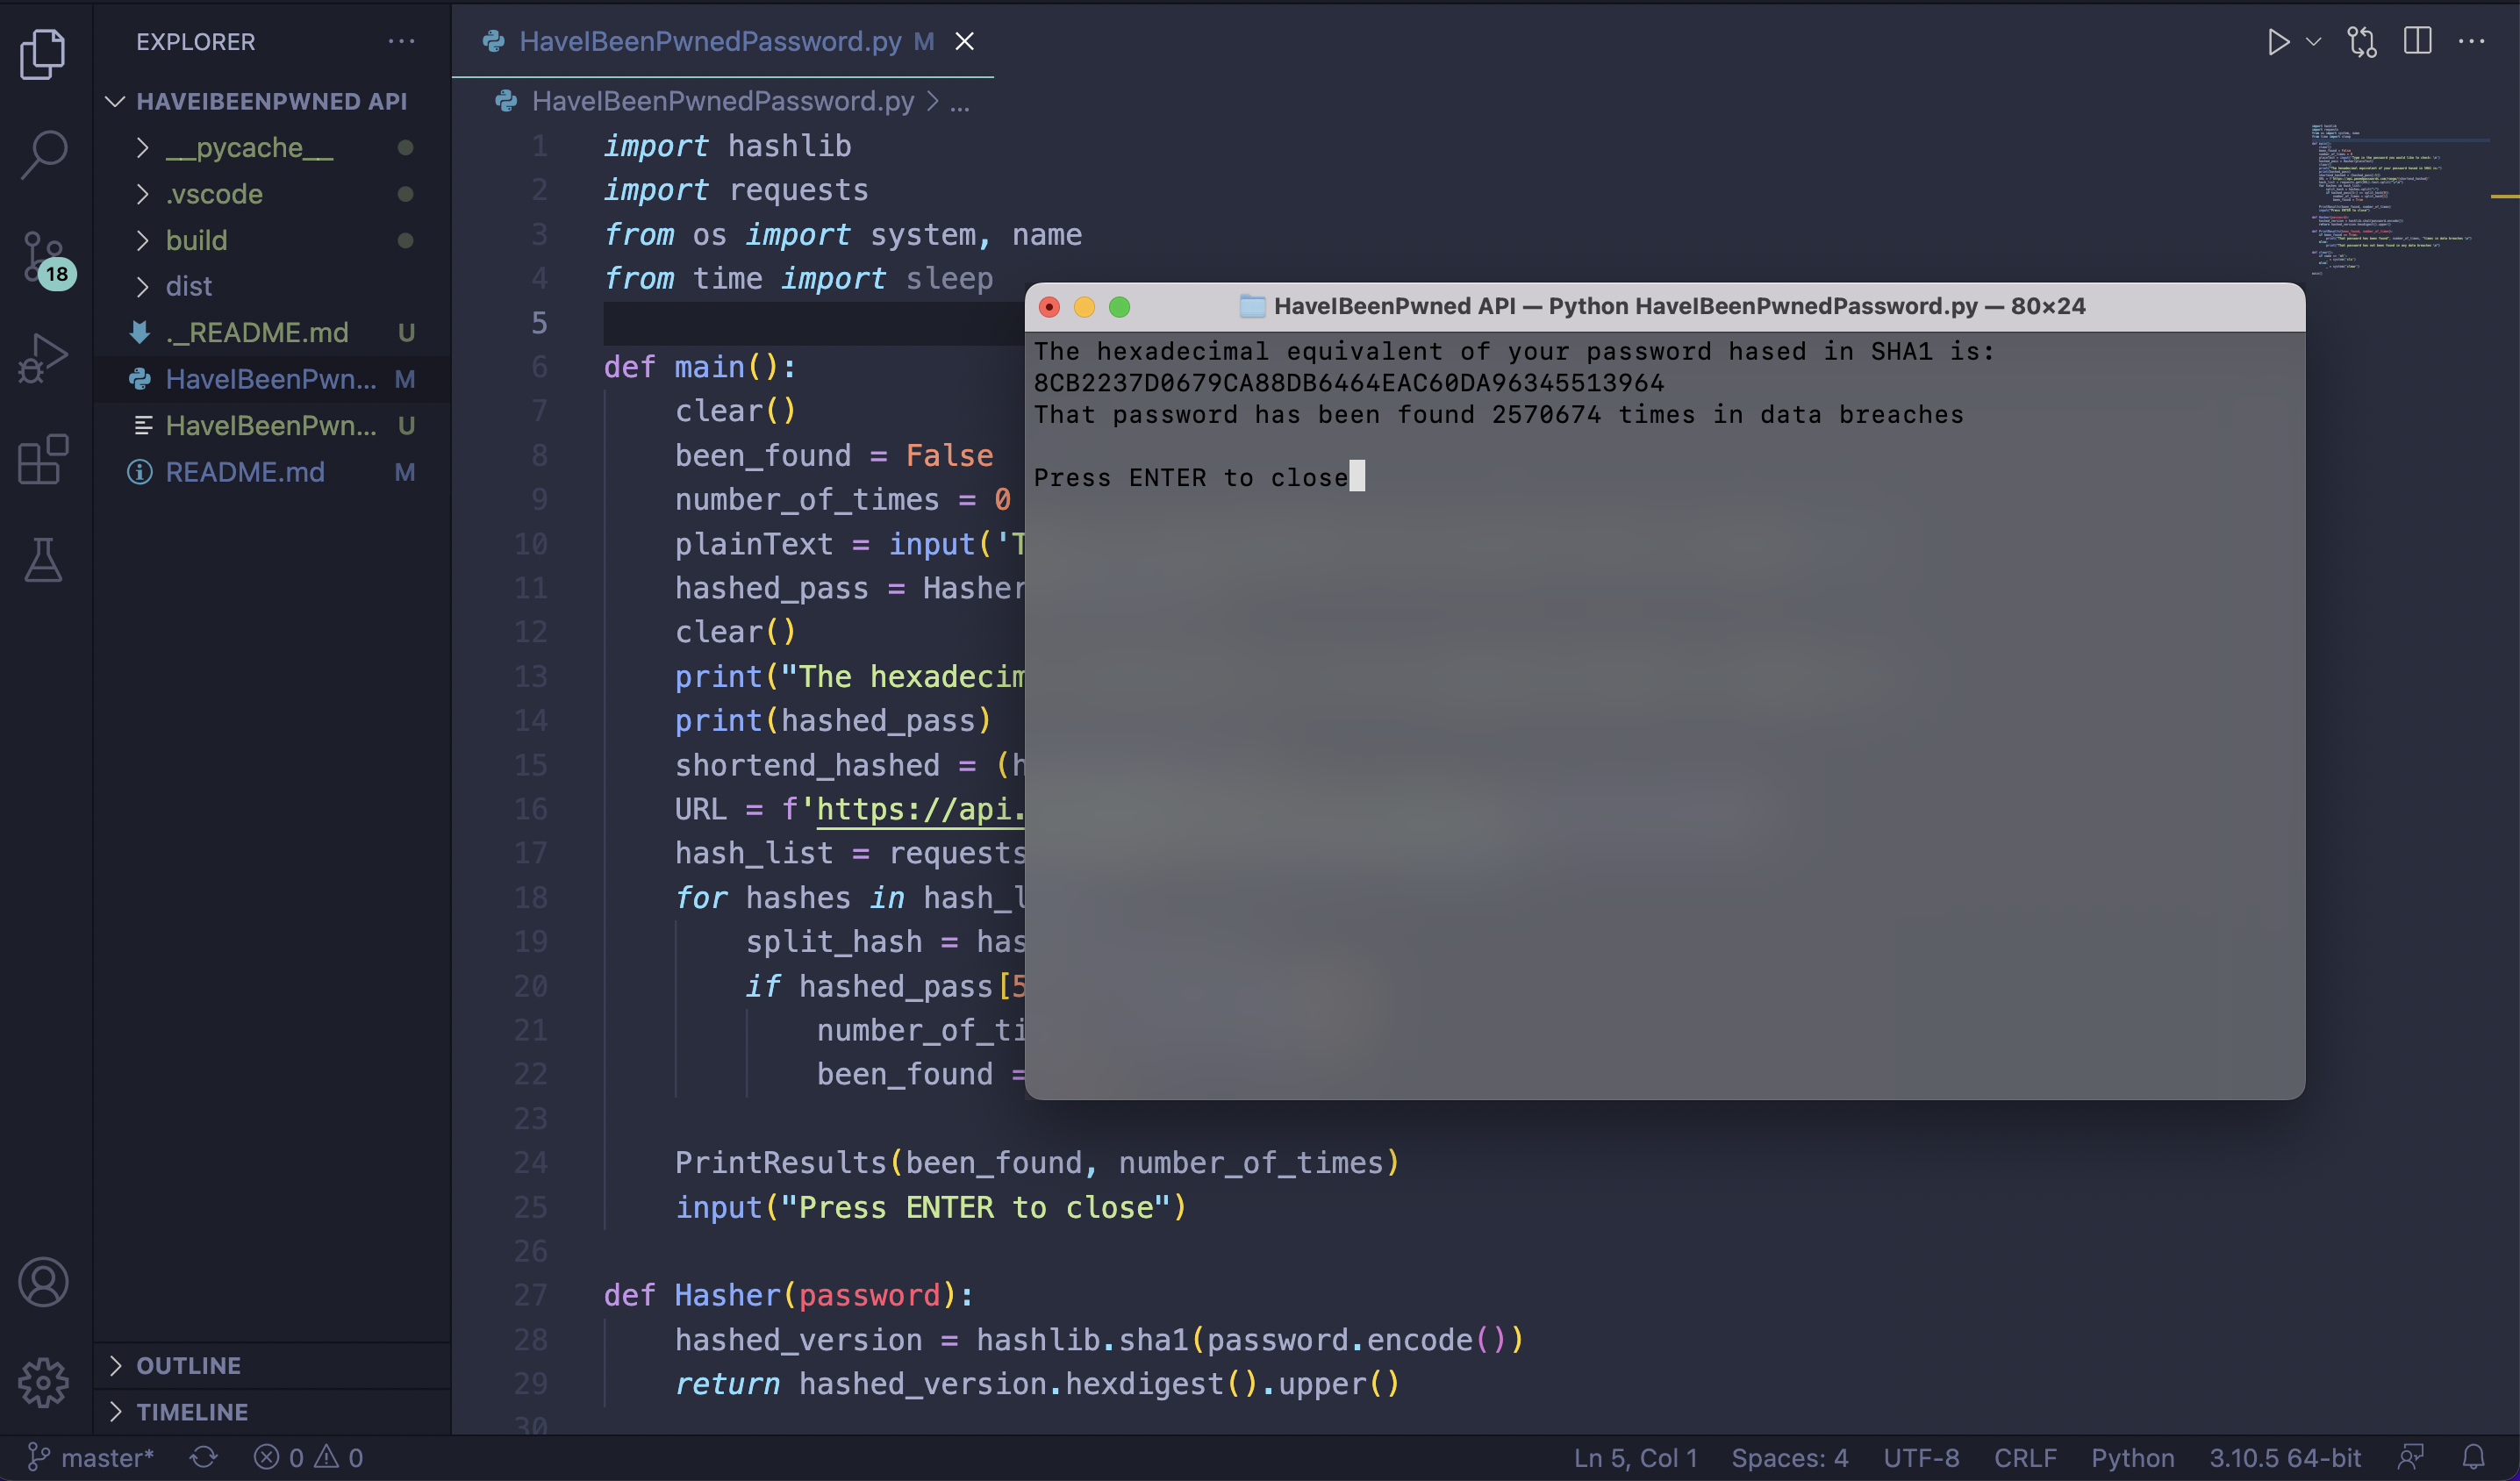 EXPLORER
HAVEIBEENPWNED API
__pycache__
.vscode
build
dist
._README.md U
HaveIBeenPwn... M
HaveIBeenPwn... U
README.md M
18
OUTLINE
TIMELINE
HaveIBeenPwnedPassword.py M
HaveIBeenPwnedPassword.py > ...
1 import hashlib
2 import requests
3 from os import system, name
4 from time import sleep
5
6 def main():
7 clear()
8 been_found = False
9 number_of_times = 0
10 plainText = input('T
11 hashed_pass = Hasher
12 clear()
13 print("The hexadecim
14 print(hashed_pass)
15 shortend_hashed = (h
16 URL = f'https://api.
17 hash_list = requests
18 for hashes in hash_l
19 split_hash = has
20 if hashed_pass[5
21 number_of_ti
22 been_found =
23
24 PrintResults(been_found, number_of_times)
25 input("Press ENTER to close")
26
27 def Hasher(password):
28 hashed_version = hashlib.sha1(password.encode())
29 return hashed_version.hexdigest().upper()
30
HaveIBeenPwned API — Python HaveIBeenPwnedPassword.py — 80×24
The hexadecimal equivalent of your password hased in SHA1 is:
8CB2237D0679CA88DB6464EAC60DA96345513964
That password has been found 2570674 times in data breaches
Press ENTER to close
master* 0 0 Ln 5, Col 1 Spaces: 4 UTF-8 CRLF Python 3.10.5 64-bit